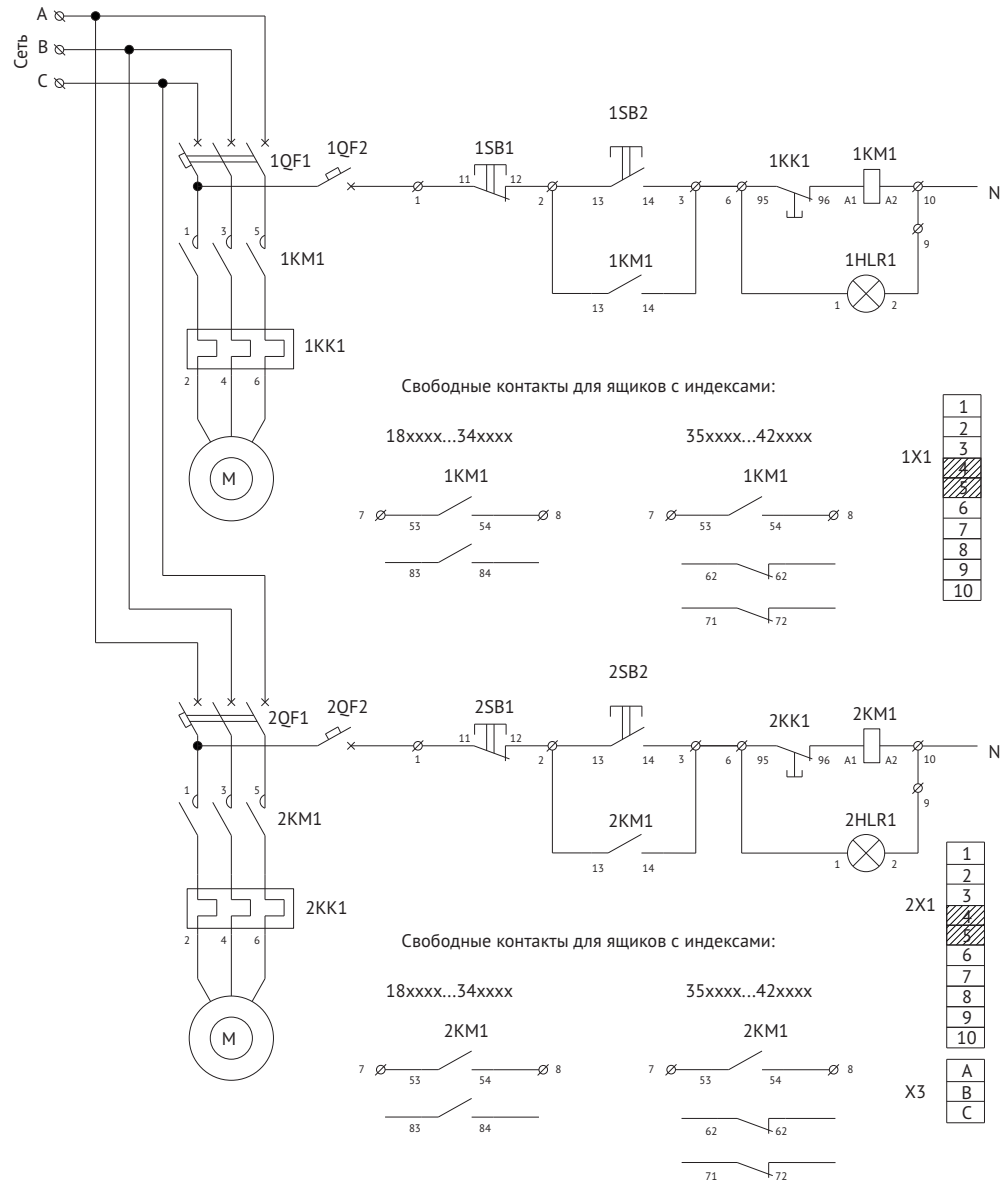 Сеть
A
B
C
1QF1
1QF2
1SB1
1SB2
1KK1
1KM1
11 12
1 2 13 14 3 6 95 96 A1 A2 10 N
9
1 3 5
1KM1
1KM1
13 14
1HLR1
1 2
1KK1
2 4 6
M
Свободные контакты для ящиков с индексами:
18xxxx...34xxxx
35xxxx...42xxxx
1KM1
1KM1
7 53 54 8
7 53 54 8
83 84
62 62
71 72
1X1
1
2
3
4
5
6
7
8
9
10
2QF1
2QF2
2SB1
2SB2
2KK1
2KM1
11 12
1 2 13 14 3 6 95 96 A1 A2 10 N
9
1 3 5
2KM1
2KM1
13 14
2HLR1
1 2
2KK1
2 4 6
M
Свободные контакты для ящиков с индексами:
18xxxx...34xxxx
35xxxx...42xxxx
2KM1
2KM1
7 53 54 8
7 53 54 8
83 84
62 62
71 72
2X1
1
2
3
4
5
6
7
8
9
10
X3
A
B
C